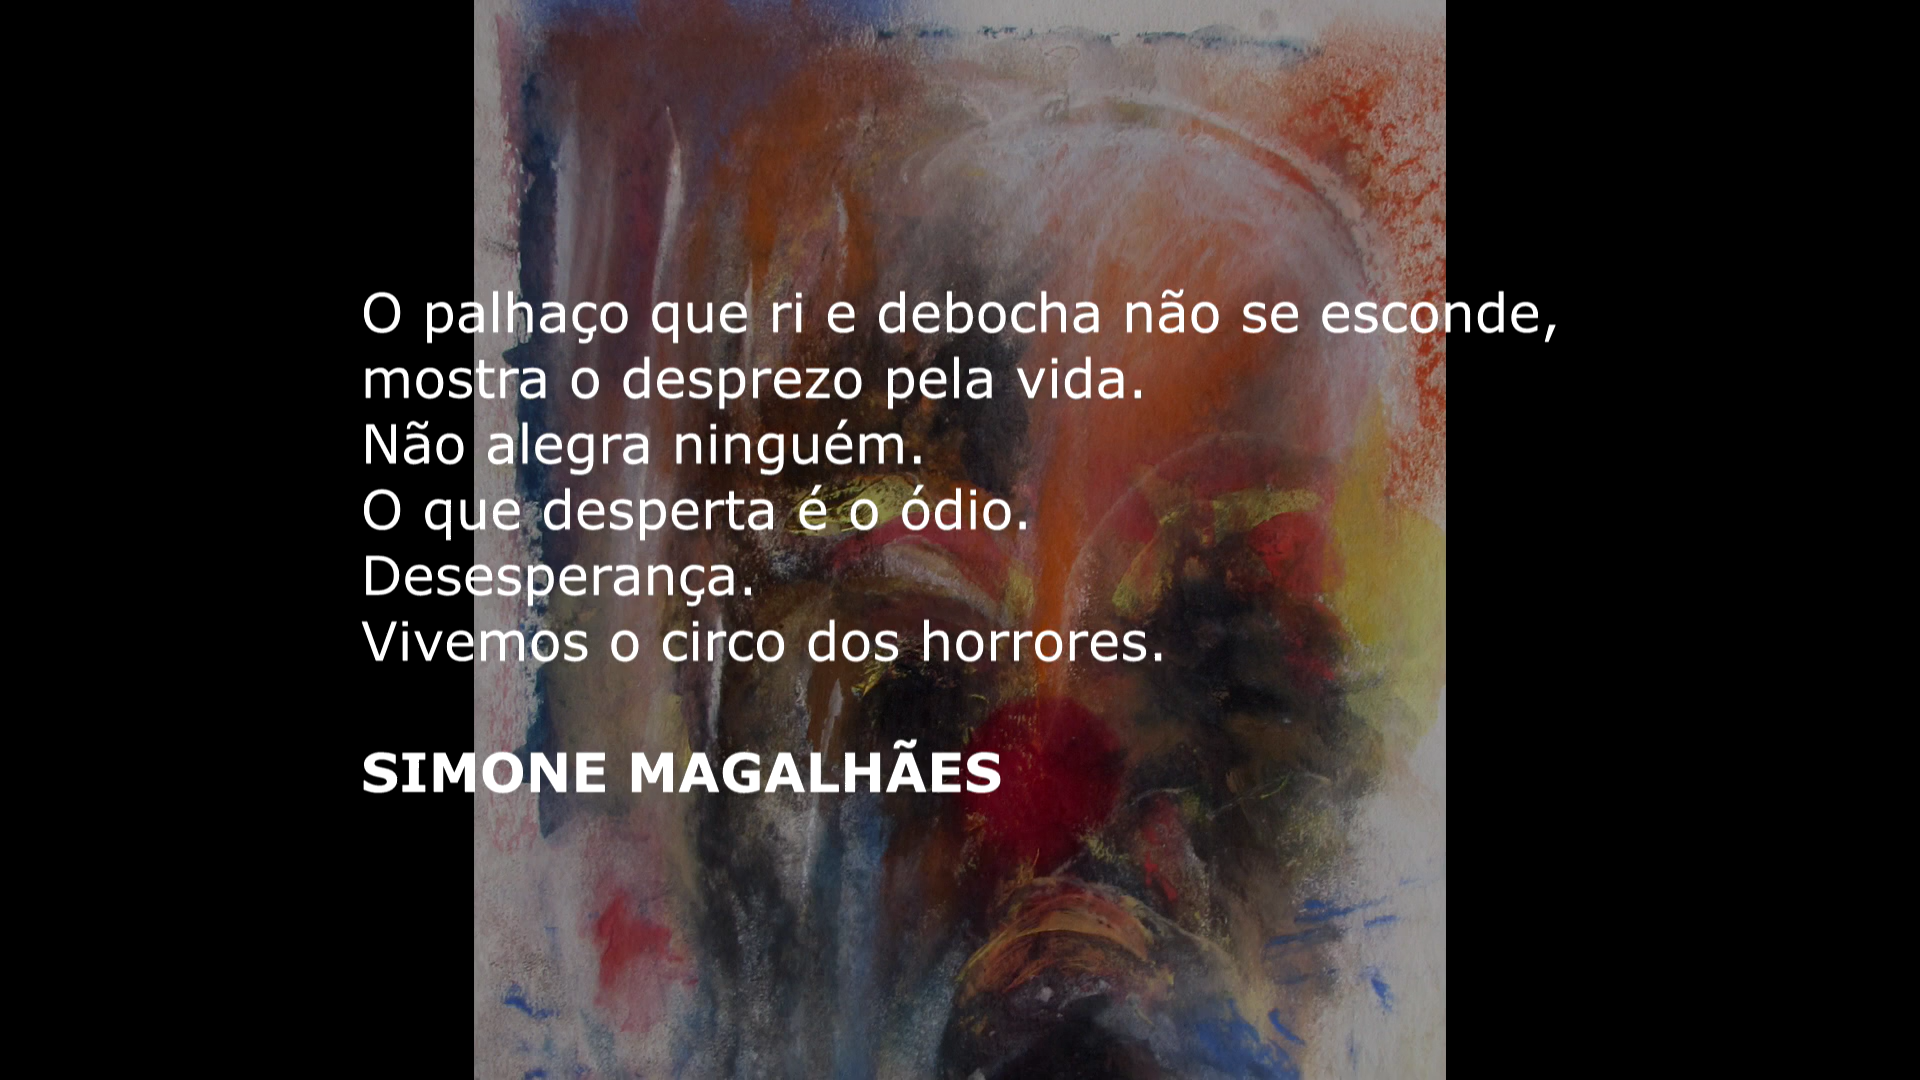 O palhaço que ri e debocha não se esconde,
mostra o desprezo pela vida.
Não alegra ninguém.
O que desperta é o ódio.
Desesperança.
Vivemos o circo dos horrores.
SIMONE MAGALHÃES